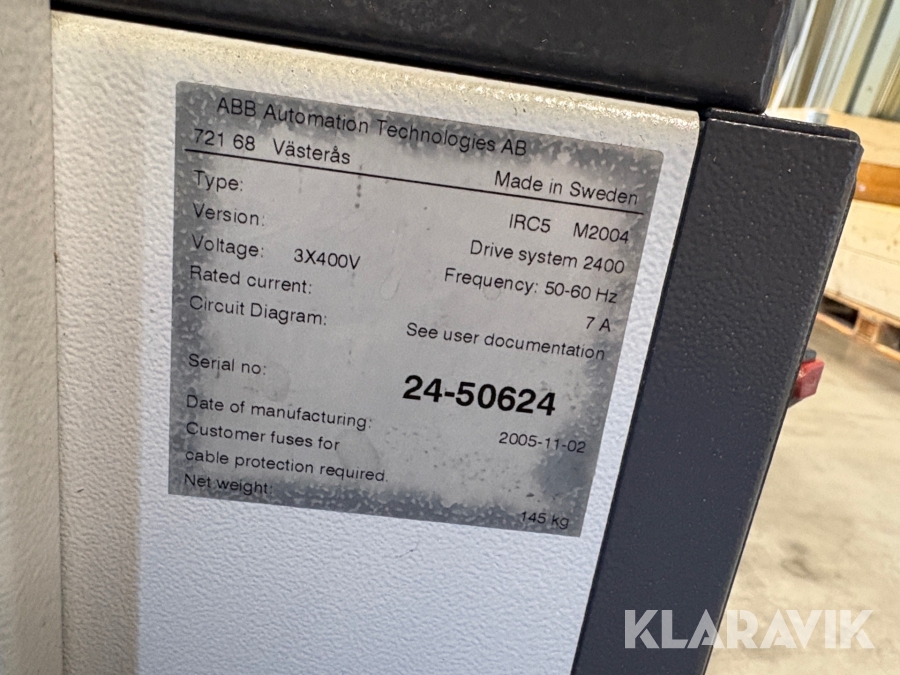 ABB Automation Technologies AB
721 68 Västerås Made in Sweden
Type: IRC5 M2004
Version: Drive system 2400
Voltage: 3X400V Frequency: 50-60 Hz
Rated current: 7 A
Circuit Diagram: See user documentation
Serial no: 24-50624
Date of manufacturing: 2005-11-02
Customer fuses for
cable protection required.
Net weight: 145 kg
KLARAVIK